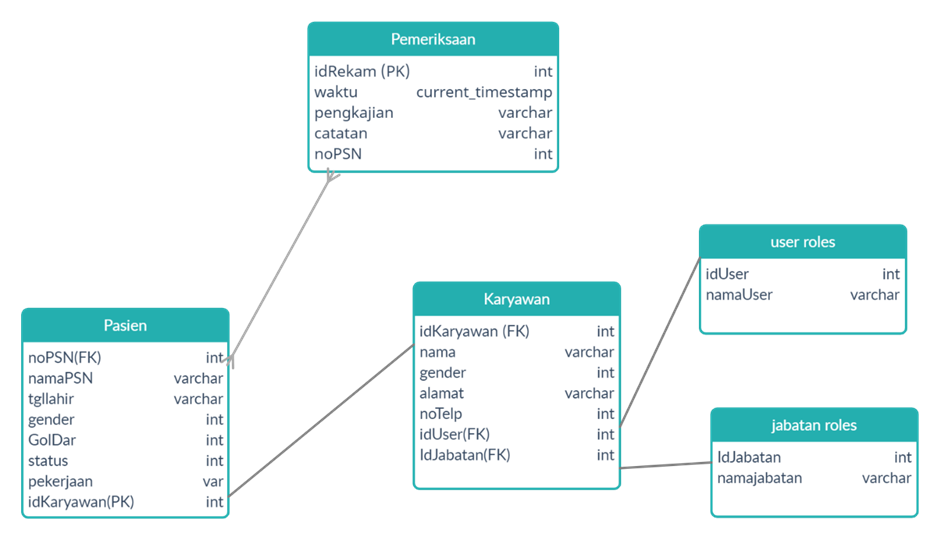 Pemeriksaan
idRekam (PK) int
waktu current_timestamp
pengkajian varchar
catatan varchar
noPSN int
Pasien
noPSN(FK) int
namaPSN varchar
tgllahir varchar
gender int
GolDar int
status int
pekerjaan var
idKaryawan(PK) int
Karyawan
idKaryawan (FK) int
nama varchar
gender int
alamat varchar
noTelp int
idUser(FK) int
IdJabatan(FK) int
user roles
idUser int
namaUser varchar
jabatan roles
IdJabatan int
namajabatan varchar